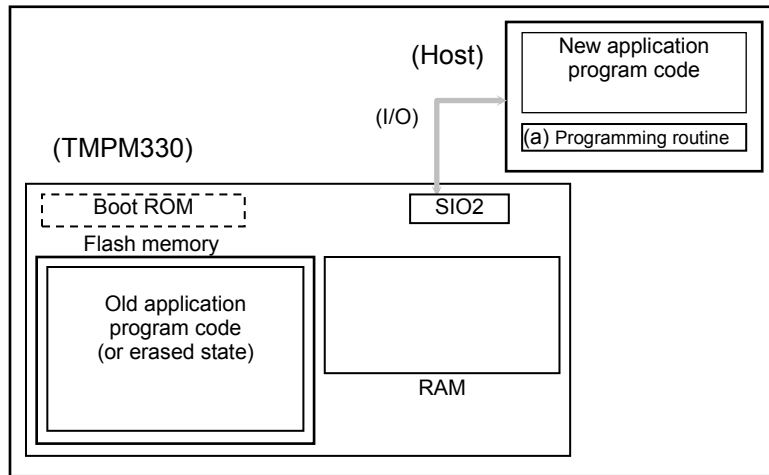 (Host)
New application
program code
(a) Programming routine
(I/O)
(TMPM330)
Boot ROM
SIO2
Flash memory
Old application
program code
(or erased state)
RAM